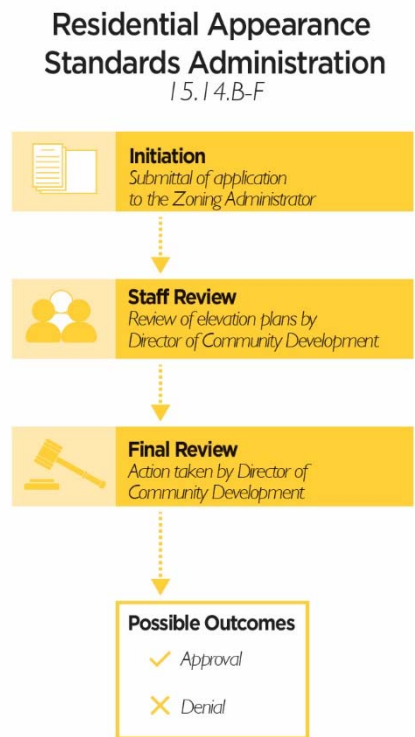 Residential Appearance
Standards Administration
15.14.B-F
Initiation
Submittal of application
to the Zoning Administrator
Staff Review
Review of elevation plans by
Director of Community Development
Final Review
Action taken by Director of
Community Development
Possible Outcomes
Approval
Denial